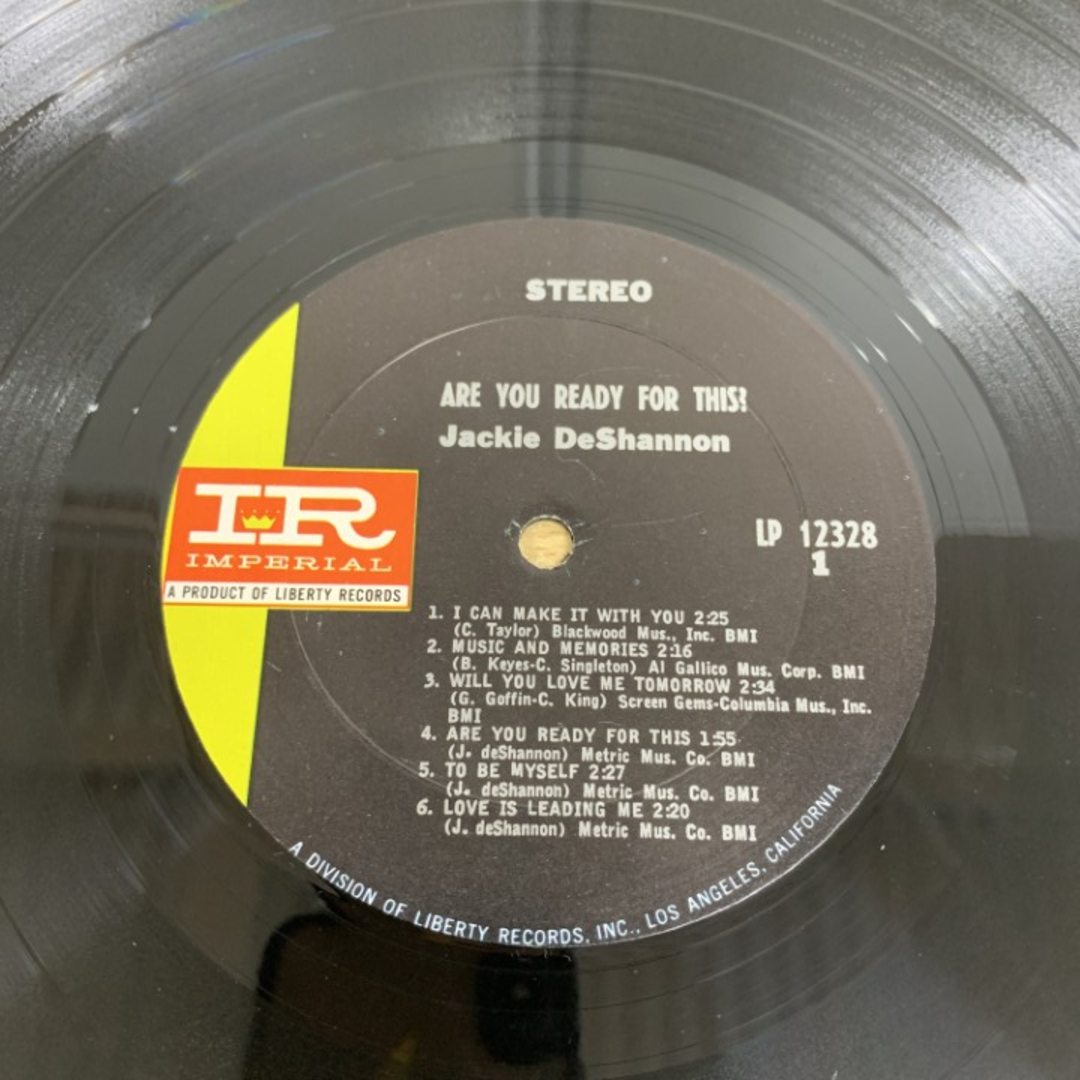 STEREO
ARE YOU READY FOR THIS?
Jackie DeShannon
IR
IMPERIAL
A PRODUCT OF LIBERTY RECORDS
LP 12328
1
1. I CAN MAKE IT WITH YOU 2:25
(C. Taylor) Blackwood Mus., Inc. BMI
2. MUSIC AND MEMORIES 2:16
(B. Keyes-C. Singleton) Al Gallico Mus. Corp. BMI
3. WILL YOU LOVE ME TOMORROW 2:34
(G. Goffin-C. King) Screen Gems-Columbia Mus., Inc.
BMI
4. ARE YOU READY FOR THIS 1:55
(J. deShannon) Metric Mus. Co. BMI
5. TO BE MYSELF 2:27
(J. deShannon) Metric Mus. Co. BMI
6. LOVE IS LEADING ME 2:20
(J. deShannon) Metric Mus. Co. BMI
A DIVISION OF LIBERTY RECORDS, INC., LOS ANGELES, CALIFORNIA